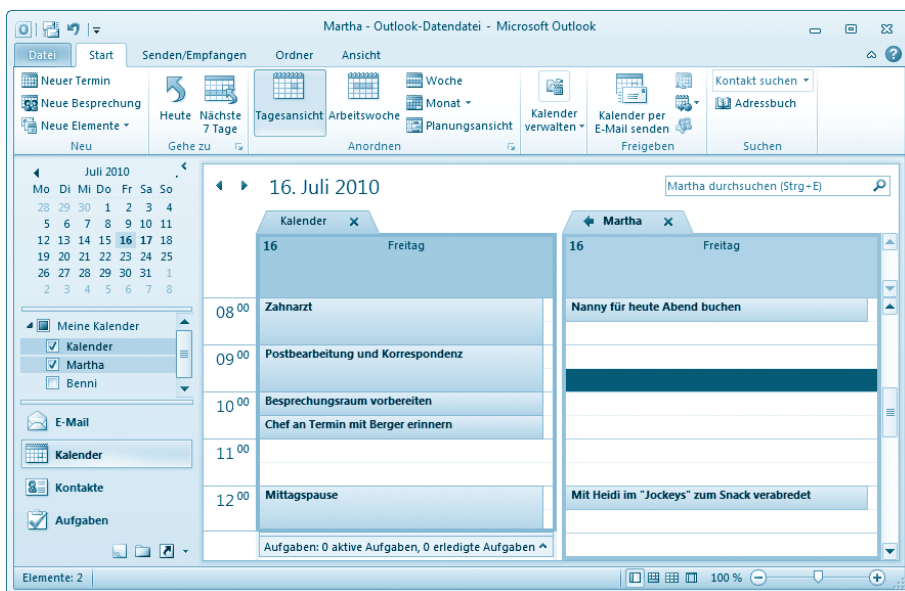 Martha - Outlook-Datendatei - Microsoft Outlook
Datei Start Senden/Empfangen Ordner Ansicht
Neuer Termin
Neue Besprechung
Neue Elemente
Neu
Heute
Nächste
7 Tage
Gehe zu
Tagesansicht
Arbeitswoche
Woche
Monat
Planungsansicht
Anordnen
Kalender
verwalten
Kalender per
E-Mail senden
Freigeben
Kontakt suchen
Adressbuch
Suchen
Juli 2010
Mo Di Mi Do Fr Sa So
28 29 30 1 2 3 4
5 6 7 8 9 10 11
12 13 14 15 16 17 18
19 20 21 22 23 24 25
26 27 28 29 30 31 1
2 3 4 5 6 7 8
Meine Kalender
Kalender
Martha
Benni
E-Mail
Kalender
Kontakte
Aufgaben
16. Juli 2010
Martha durchsuchen (Strg+E)
Kalender
Martha
16 Freitag
16 Freitag
08 00
Zahnarzt
Nanny für heute Abend buchen
09 00
Postbearbeitung und Korrespondenz
10 00
Besprechungsraum vorbereiten
Chef an Termin mit Berger erinnern
11 00
12 00
Mittagspause
Mit Heidi im "Jockeys" zum Snack verabredet
Aufgaben: 0 aktive Aufgaben, 0 erledigte Aufgaben
Elemente: 2
100 %